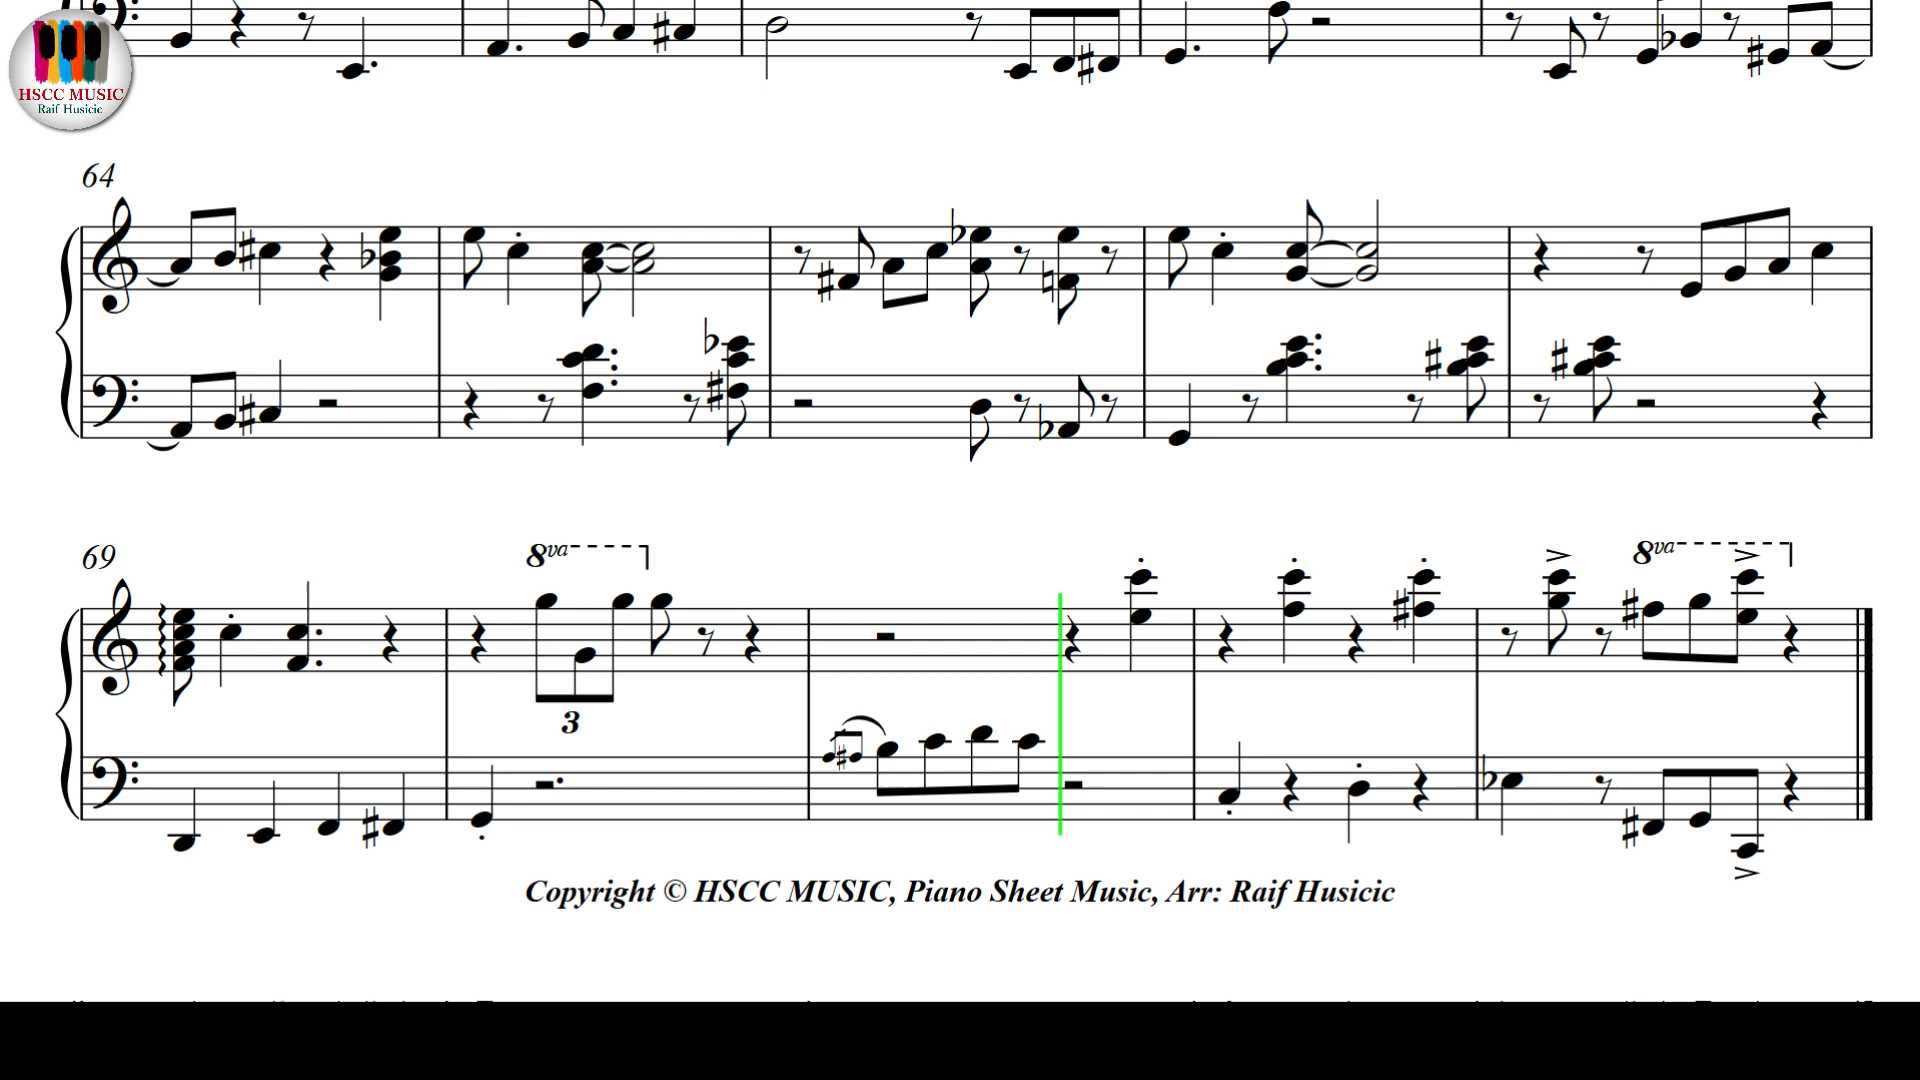 HSCC MUSIC
Raif Husicic
64
69
8va
8va
3
Copyright © HSCC MUSIC, Piano Sheet Music, Arr: Raif Husicic